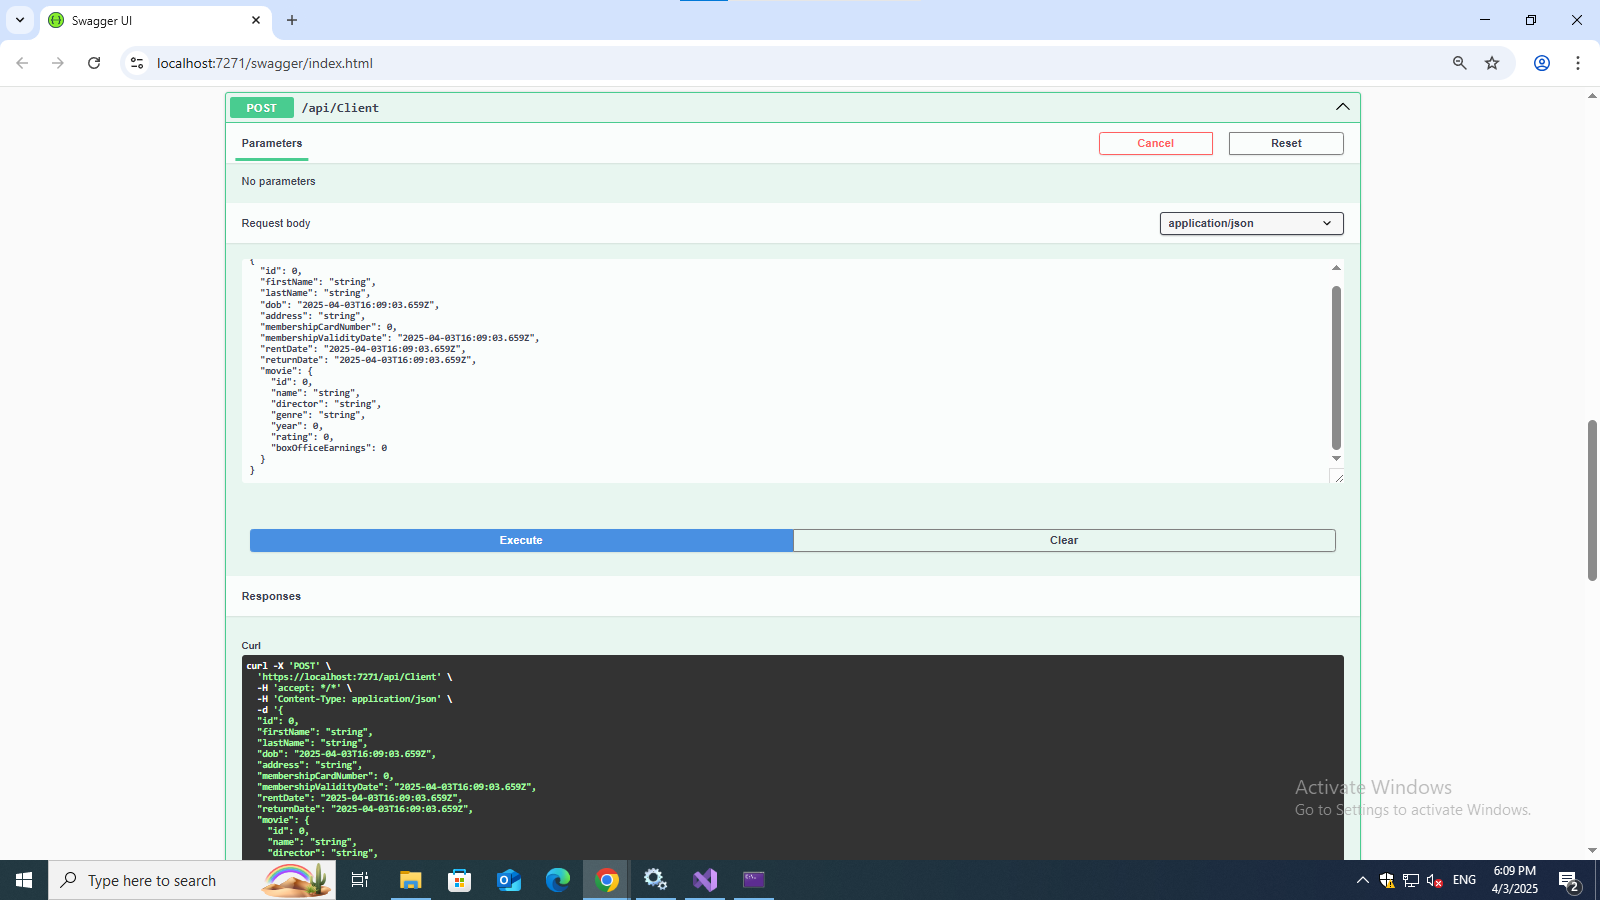 Swagger UI
localhost:7271/swagger/index.html
POST /api/Client
Parameters
Cancel
Reset
No parameters
Request body
application/json
{
"id": 0,
"firstName": "string",
"lastName": "string",
"dob": "2025-04-03T16:09:03.659Z",
"address": "string",
"membershipCardNumber": 0,
"membershipValidityDate": "2025-04-03T16:09:03.659Z",
"rentDate": "2025-04-03T16:09:03.659Z",
"returnDate": "2025-04-03T16:09:03.659Z",
"movie": {
"id": 0,
"name": "string",
"director": "string",
"genre": "string",
"year": 0,
"rating": 0,
"boxOfficeEarnings": 0
}
}
Execute
Clear
Responses
Curl
curl -X 'POST' \
'https://localhost:7271/api/Client' \
-H 'accept: */*' \
-H 'Content-Type: application/json' \
-d '{
"id": 0,
"firstName": "string",
"lastName": "string",
"dob": "2025-04-03T16:09:03.659Z",
"address": "string",
"membershipCardNumber": 0,
"membershipValidityDate": "2025-04-03T16:09:03.659Z",
"rentDate": "2025-04-03T16:09:03.659Z",
"returnDate": "2025-04-03T16:09:03.659Z",
"movie": {
"id": 0,
"name": "string",
"director": "string",
Activate Windows
Go to Settings to activate Windows.
Type here to search
ENG
6:09 PM
4/3/2025
2